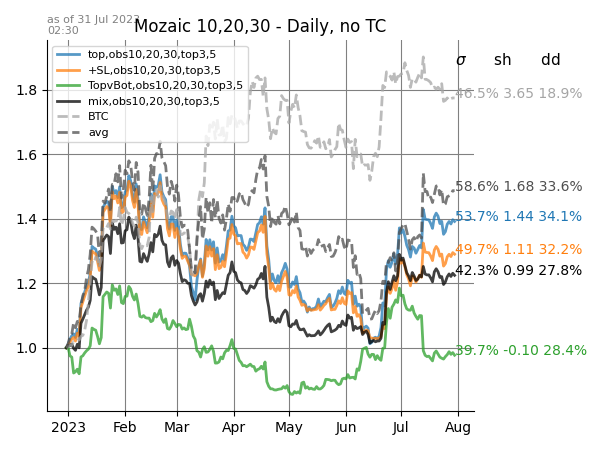 as of 31 Jul 2023
02:30
Mozaic 10,20,30 - Daily, no TC
σ sh dd
top,obs10,20,30,top3,5
+SL,obs10,20,30,top3,5
TopvBot,obs10,20,30,top3,5
mix,obs10,20,30,top3,5
BTC
avg
46.5% 3.65 18.9%
58.6% 1.68 33.6%
53.7% 1.44 34.1%
49.7% 1.11 32.2%
42.3% 0.99 27.8%
39.7% -0.10 28.4%
1.8
1.6
1.4
1.2
1.0
2023 Feb Mar Apr May Jun Jul Aug